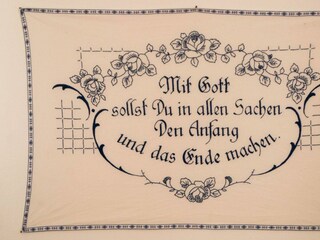 Mit Gott
sollst Du in allen Sachen
Den Anfang
und das Ende machen.